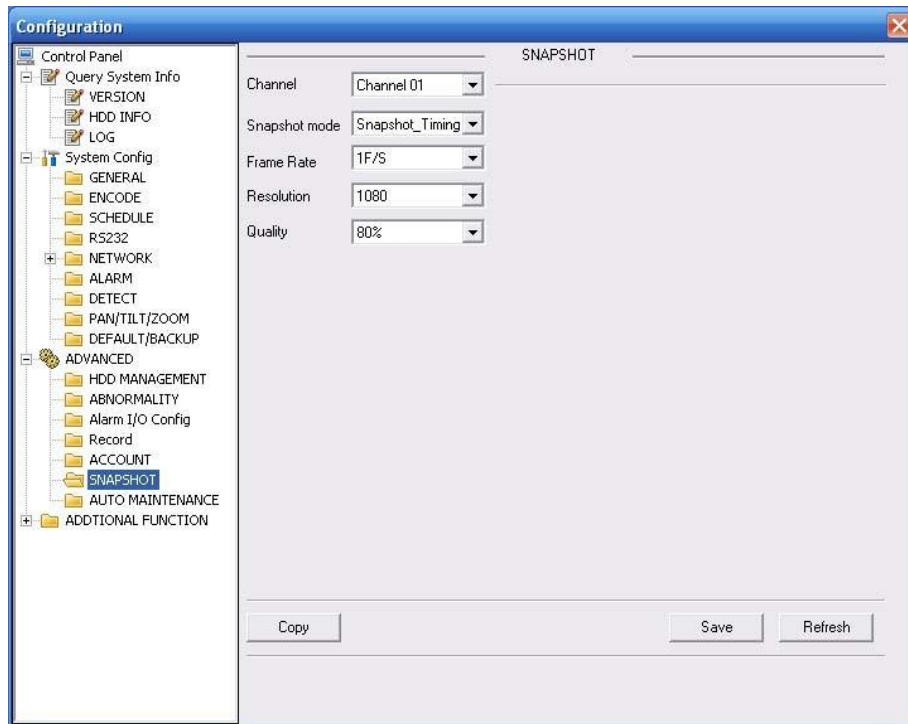 Configuration
Control Panel
Query System Info
VERSION
HDD INFO
LOG
System Config
GENERAL
ENCODE
SCHEDULE
RS232
NETWORK
ALARM
DETECT
PAN/TILT/ZOOM
DEFAULT/BACKUP
ADVANCED
HDD MANAGEMENT
ABNORMALITY
Alarm I/O Config
Record
ACCOUNT
SNAPSHOT
AUTO MAINTENANCE
ADDTIONAL FUNCTION
SNAPSHOT
Channel Channel 01
Snapshot mode Snapshot_Timing
Frame Rate 1F/S
Resolution 1080
Quality 80%
Copy Save Refresh